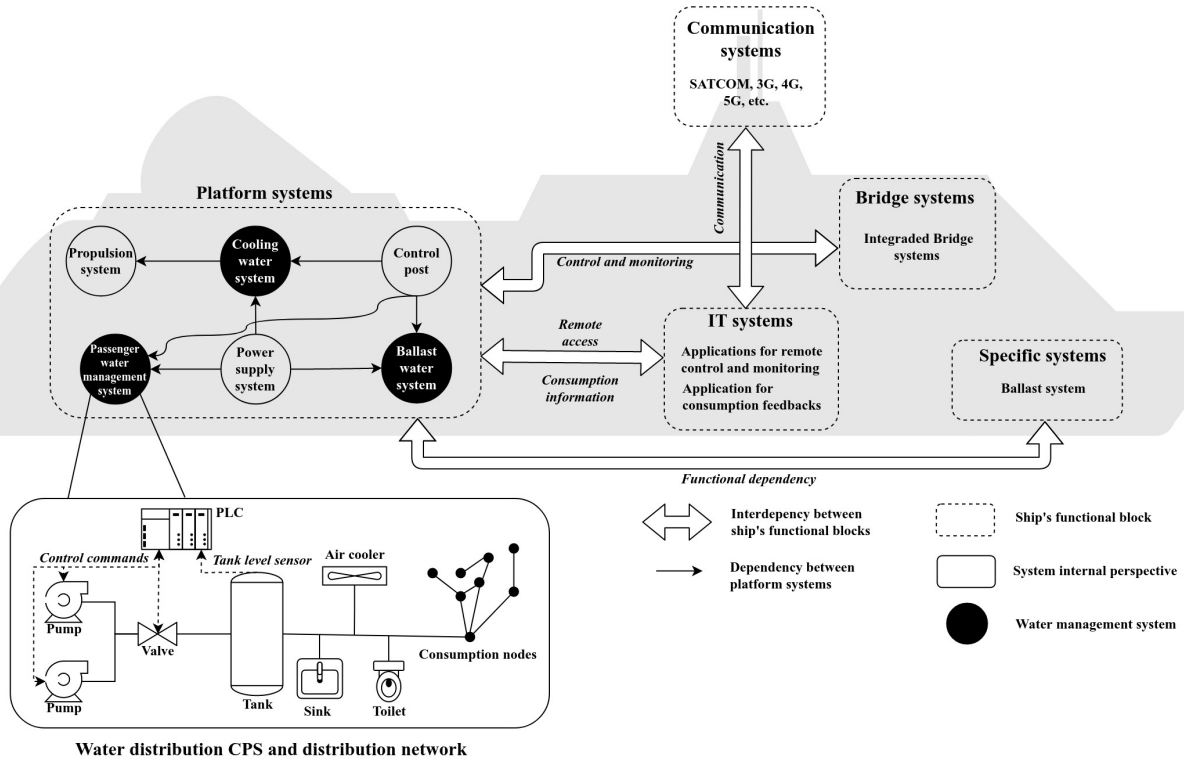 Communication
systems
SATCOM, 3G, 4G,
5G, etc.
Communication
Platform systems
Bridge systems
Integraded Bridge
systems
Propulsion
system
Cooling
water
system
Control
post
Control and monitoring
Passenger
water
management
system
Power
supply
system
Ballast
water
system
Remote
access
Consumption
information
IT systems
Applications for remote
control and monitoring
Application for
consumption feedbacks
Specific systems
Ballast system
Functional dependency
PLC
Control commands
Tank level sensor
Air cooler
Pump
Valve
Consumption nodes
Pump
Tank
Sink
Toilet
Water distribution CPS and distribution network
Interdepency between
ship's functional blocks
Ship's functional block
Dependency between
platform systems
System internal perspective
Water management system